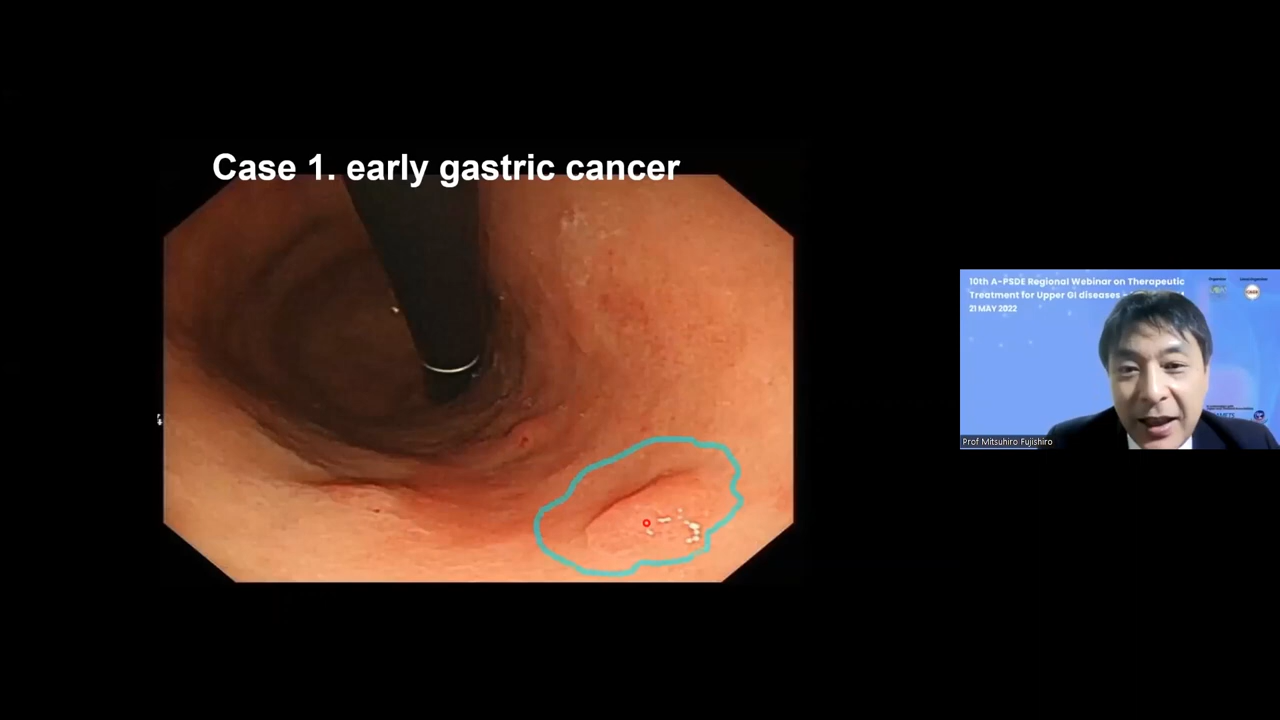 Case 1. early gastric cancer
10th A-PSDE Regional Webinar on Therapeutic
Treatment for Upper GI diseases -
21 MAY 2022
Prof Mitsuhiro Fujishiro